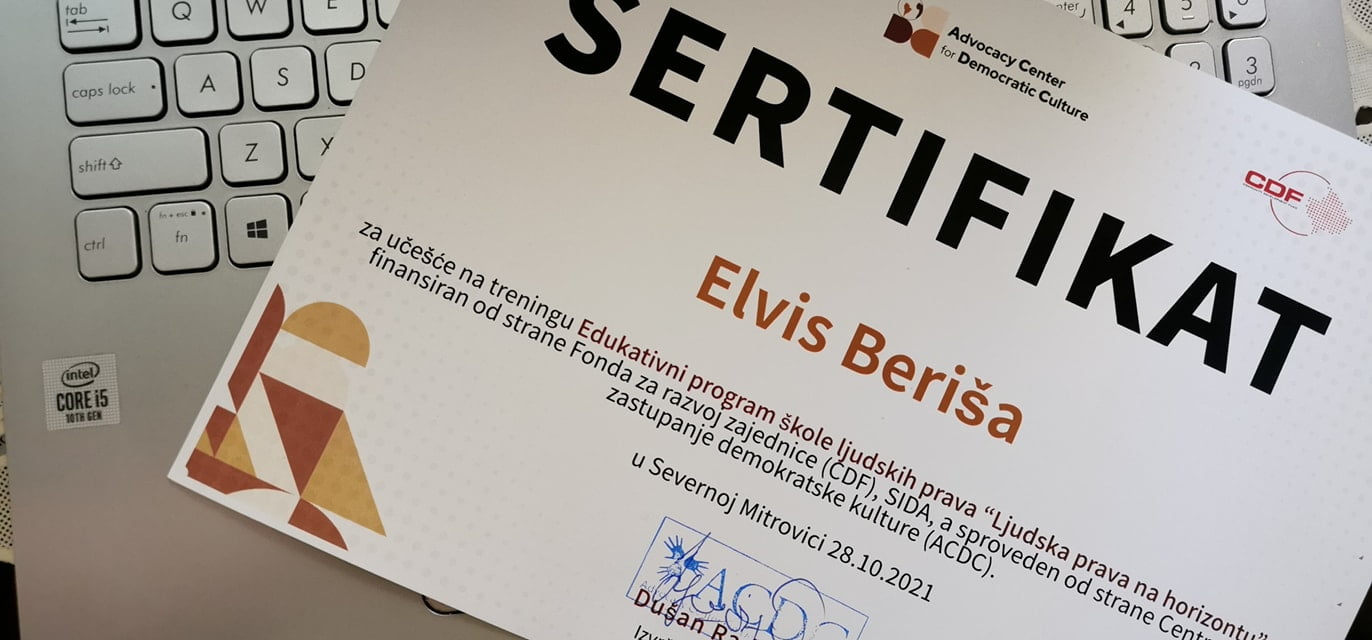 tab
Q
W
E
caps lock
A
S
D
shift
Z
X
ctrl
fn + esc
fn
intel
CORE i5
10TH GEN
4
5
3
pgdn
Advocacy Center
for Democratic Culture
CDF
SERTIFIKAT
Elvis Beriša
za učešće na treningu Edukativni program škole ljudskih prava “Ljudska prava na horizontu”
finansiran od strane Fonda za razvoj zajednice (CDF), SIDA, a sproveden od strane
zastupanje demokratske kulture (ACDC).
u Severnoj Mitrovici 28.10.2021
ACDC
Dušan